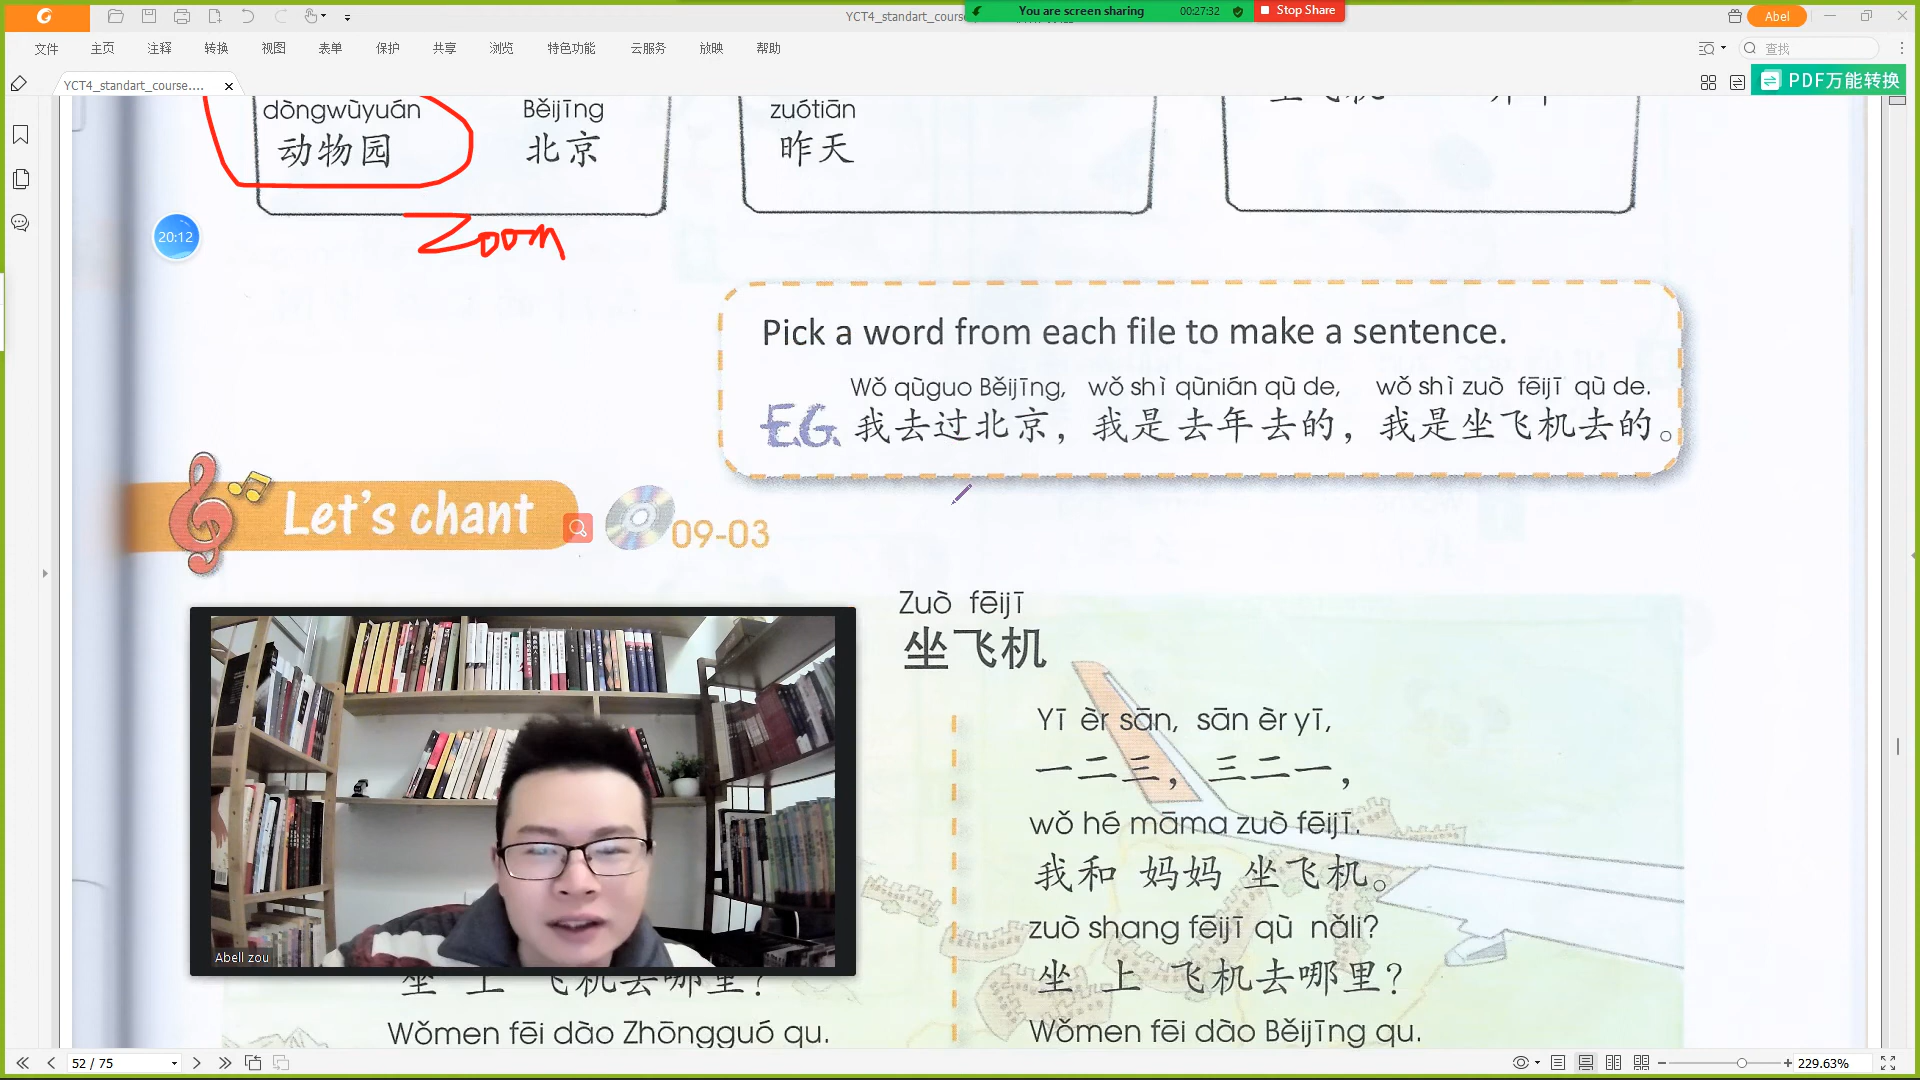 YCT4_standart_course
You are screen sharing
00:27:32
Stop Share
Abel
文件 主页 注释 转换 视图 表单 保护 共享 浏览 特色功能 云服务 放映 帮助
查找
YCT4_standart_course....
PDF万能转换
dòngwùyuán Běijīng zuótiān
动物园 北京 昨天
20:12
Zoom
Pick a word from each file to make a sentence.
Wǒ qùguo Běijīng, wǒ shì qùnián qù de, wǒ shì zuò fēijī qù de.
E.G. 我去过北京，我是去年去的，我是坐飞机去的。
Let's chant
09-03
Zuò fēijī
坐飞机
Yī èr sān, sān èr yī,
一二三，三二一，
wǒ hé māma zuò fēijī.
我和妈妈坐飞机。
zuò shang fēijī qù nǎli?
坐上飞机去哪里？
Wǒmen fēi dào Běijīng qu.
Abell zou
坐上飞机去哪里？
Wǒmen fēi dào Zhōngguó qu.
52 / 75
229.63%